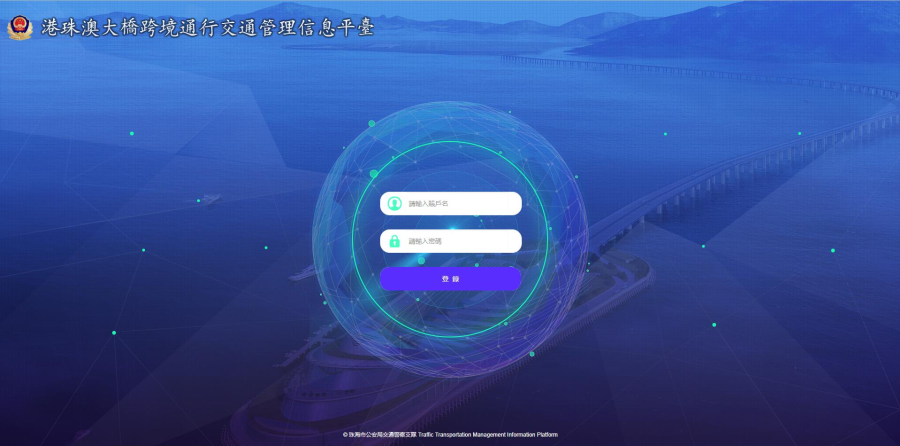 港珠澳大橋跨境通行交通管理信息平臺
請輸入賬戶名
請輸入密碼
登 錄
© 珠海市公安局交通警察支隊 Traffic Transportation Management Information Platform